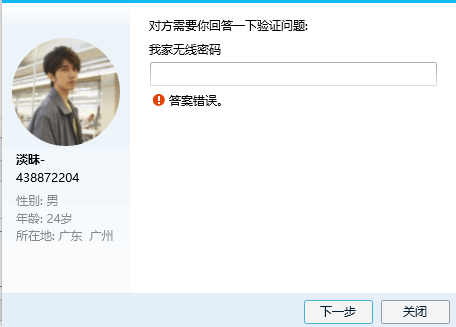 对方需要你回答一下验证问题:
我家无线密码
答案错误。
淡昧-
438872204
性别: 男
年龄: 24岁
所在地: 广东 广州
下一步
关闭